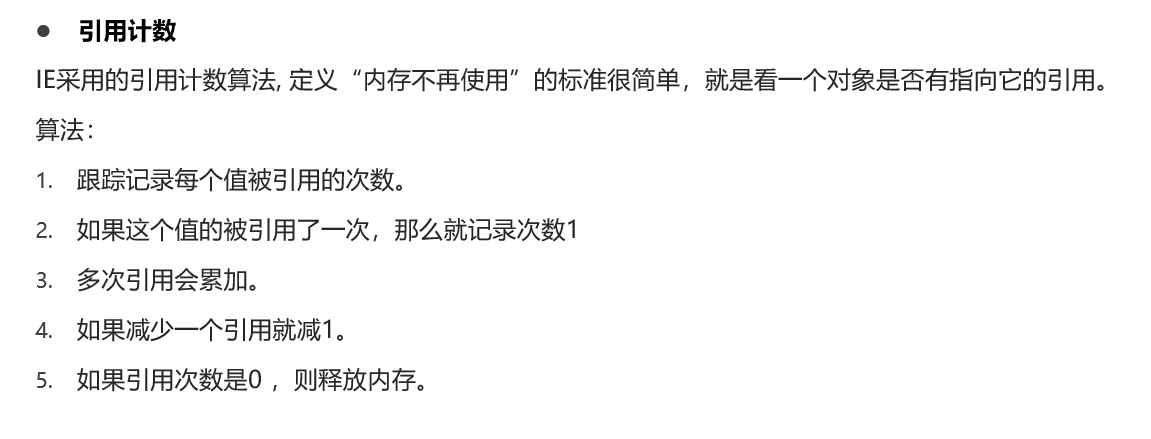 ● 引用计数
IE采用的引用计数算法, 定义“内存不再使用”的标准很简单，就是看一个对象是否有指向它的引用。
算法：
1. 跟踪记录每个值被引用的次数。
2. 如果这个值的被引用了一次，那么就记录次数1
3. 多次引用会累加。
4. 如果减少一个引用就减1。
5. 如果引用次数是0 ，则释放内存。